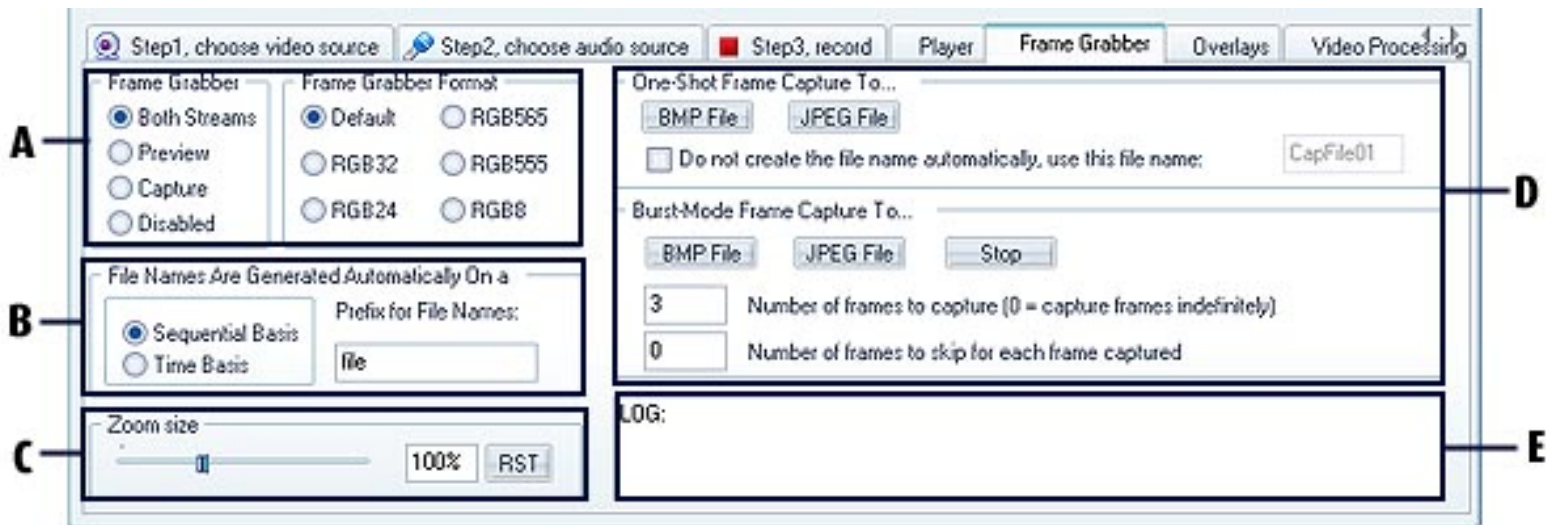 Step1, choose video source
Step2, choose audio source
Step3, record
Player
Frame Grabber
Overlays
Video Processing
A
Frame Grabber
Both Streams
Preview
Capture
Disabled
Frame Grabber Format
Default
RGB565
RGB32
RGB555
RGB24
RGB8
B
File Names Are Generated Automatically On a
Sequential Basis
Time Basis
Prefix for File Names:
file
C
Zoom size
100%
RST
One-Shot Frame Capture To...
BMP File
JPEG File
Do not create the file name automatically, use this file name:
CapFile01
D
Burst-Mode Frame Capture To...
BMP File
JPEG File
Stop
3
Number of frames to capture (0 = capture frames indefinitely)
0
Number of frames to skip for each frame captured
LOG:
E